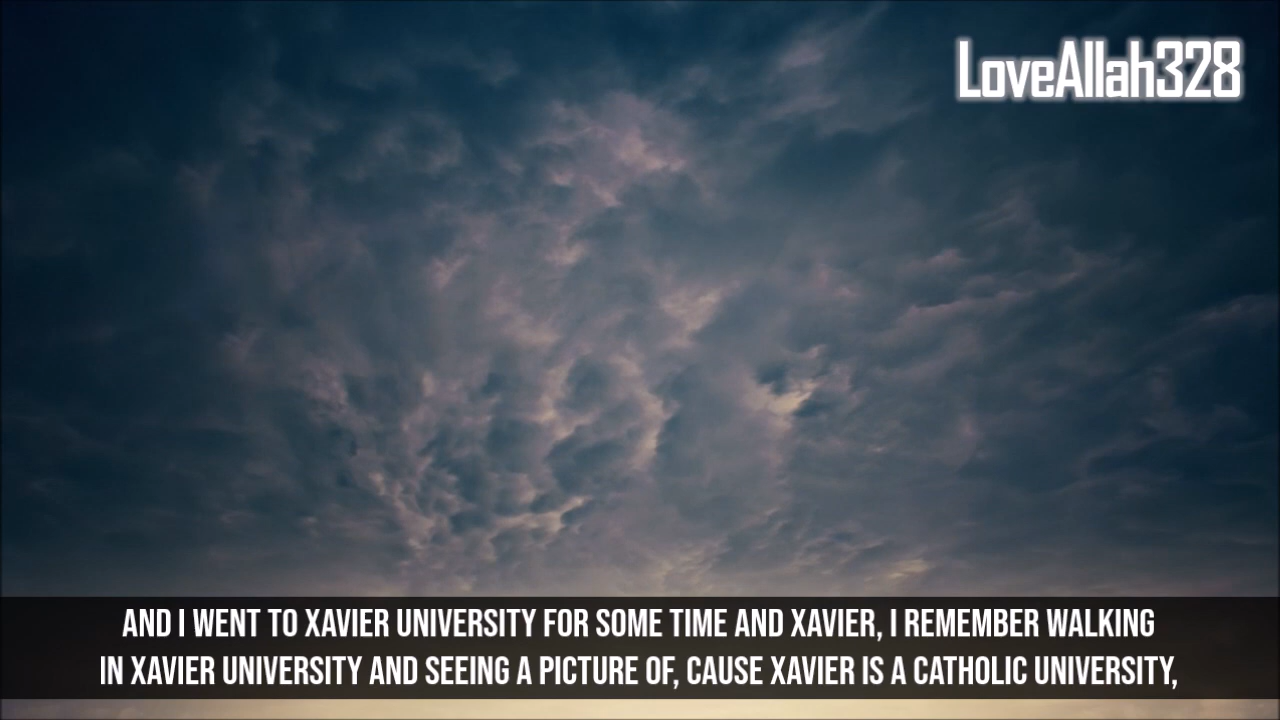 LoveAllah328
AND I WENT TO XAVIER UNIVERSITY FOR SOME TIME AND XAVIER, I REMEMBER WALKING
IN XAVIER UNIVERSITY AND SEEING A PICTURE OF, CAUSE XAVIER IS A CATHOLIC UNIVERSITY,